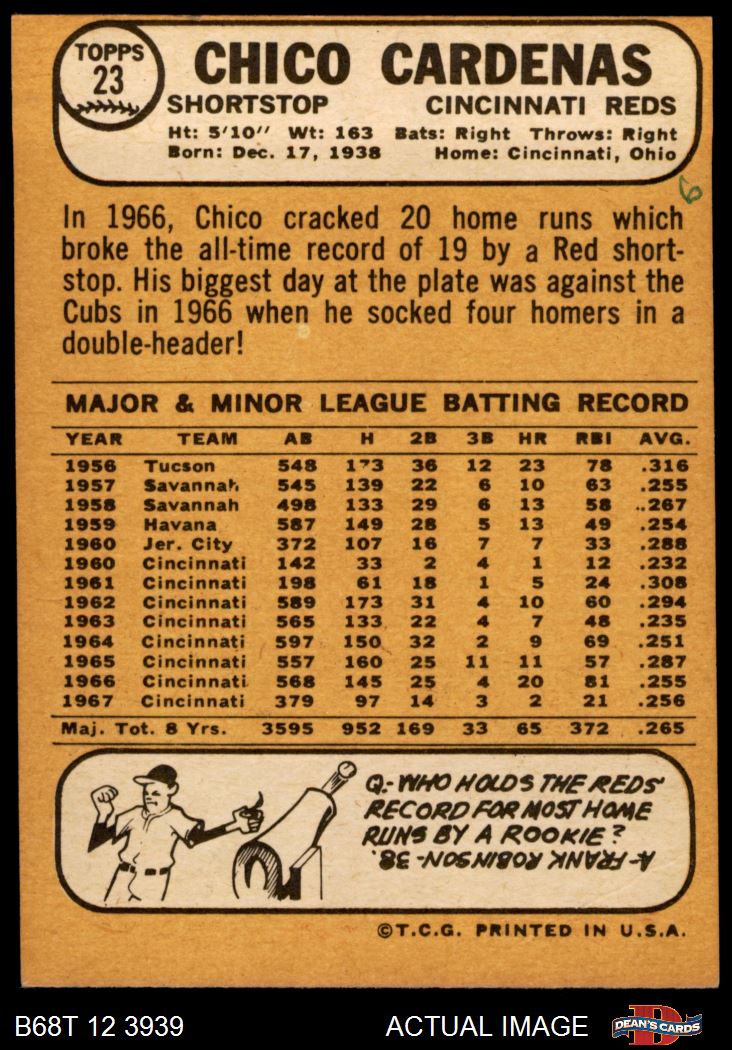 TOPPS
23
CHICO CARDENAS
SHORTSTOP CINCINNATI REDS
Ht: 5'10" Wt: 163 Bats: Right Throws: Right
Born: Dec. 17, 1938 Home: Cincinnati, Ohio
6
In 1966, Chico cracked 20 home runs which
broke the all-time record of 19 by a Red short-
stop. His biggest day at the plate was against the
Cubs in 1966 when he socked four homers in a
double-header!
MAJOR & MINOR LEAGUE BATTING RECORD
YEAR TEAM AB H 2B 3B HR RBI AVG.
1956 Tucson 548 173 36 12 23 78 .316
1957 Savannah 545 139 22 6 10 63 .255
1958 Savannah 498 133 29 6 13 58 .267
1959 Havana 587 149 28 5 13 49 .254
1960 Jer. City 372 107 16 7 7 33 .288
1960 Cincinnati 142 33 2 4 1 12 .232
1961 Cincinnati 198 61 18 1 5 24 .308
1962 Cincinnati 589 173 31 4 10 60 .294
1963 Cincinnati 565 133 22 4 7 48 .235
1964 Cincinnati 597 150 32 2 9 69 .251
1965 Cincinnati 557 160 25 11 11 57 .287
1966 Cincinnati 568 145 25 4 20 81 .255
1967 Cincinnati 379 97 14 3 2 21 .256
Maj. Tot. 8 Yrs. 3595 952 169 33 65 372 .265
Q:-WHO HOLDS THE REDS'
RECORD FOR MOST HOME
RUNS BY A ROOKIE?
A-FRANK ROBINSON-38.
©T.C.G. PRINTED IN U.S.A.
B68T 12 3939 ACTUAL IMAGE D DEAN'S CARDS